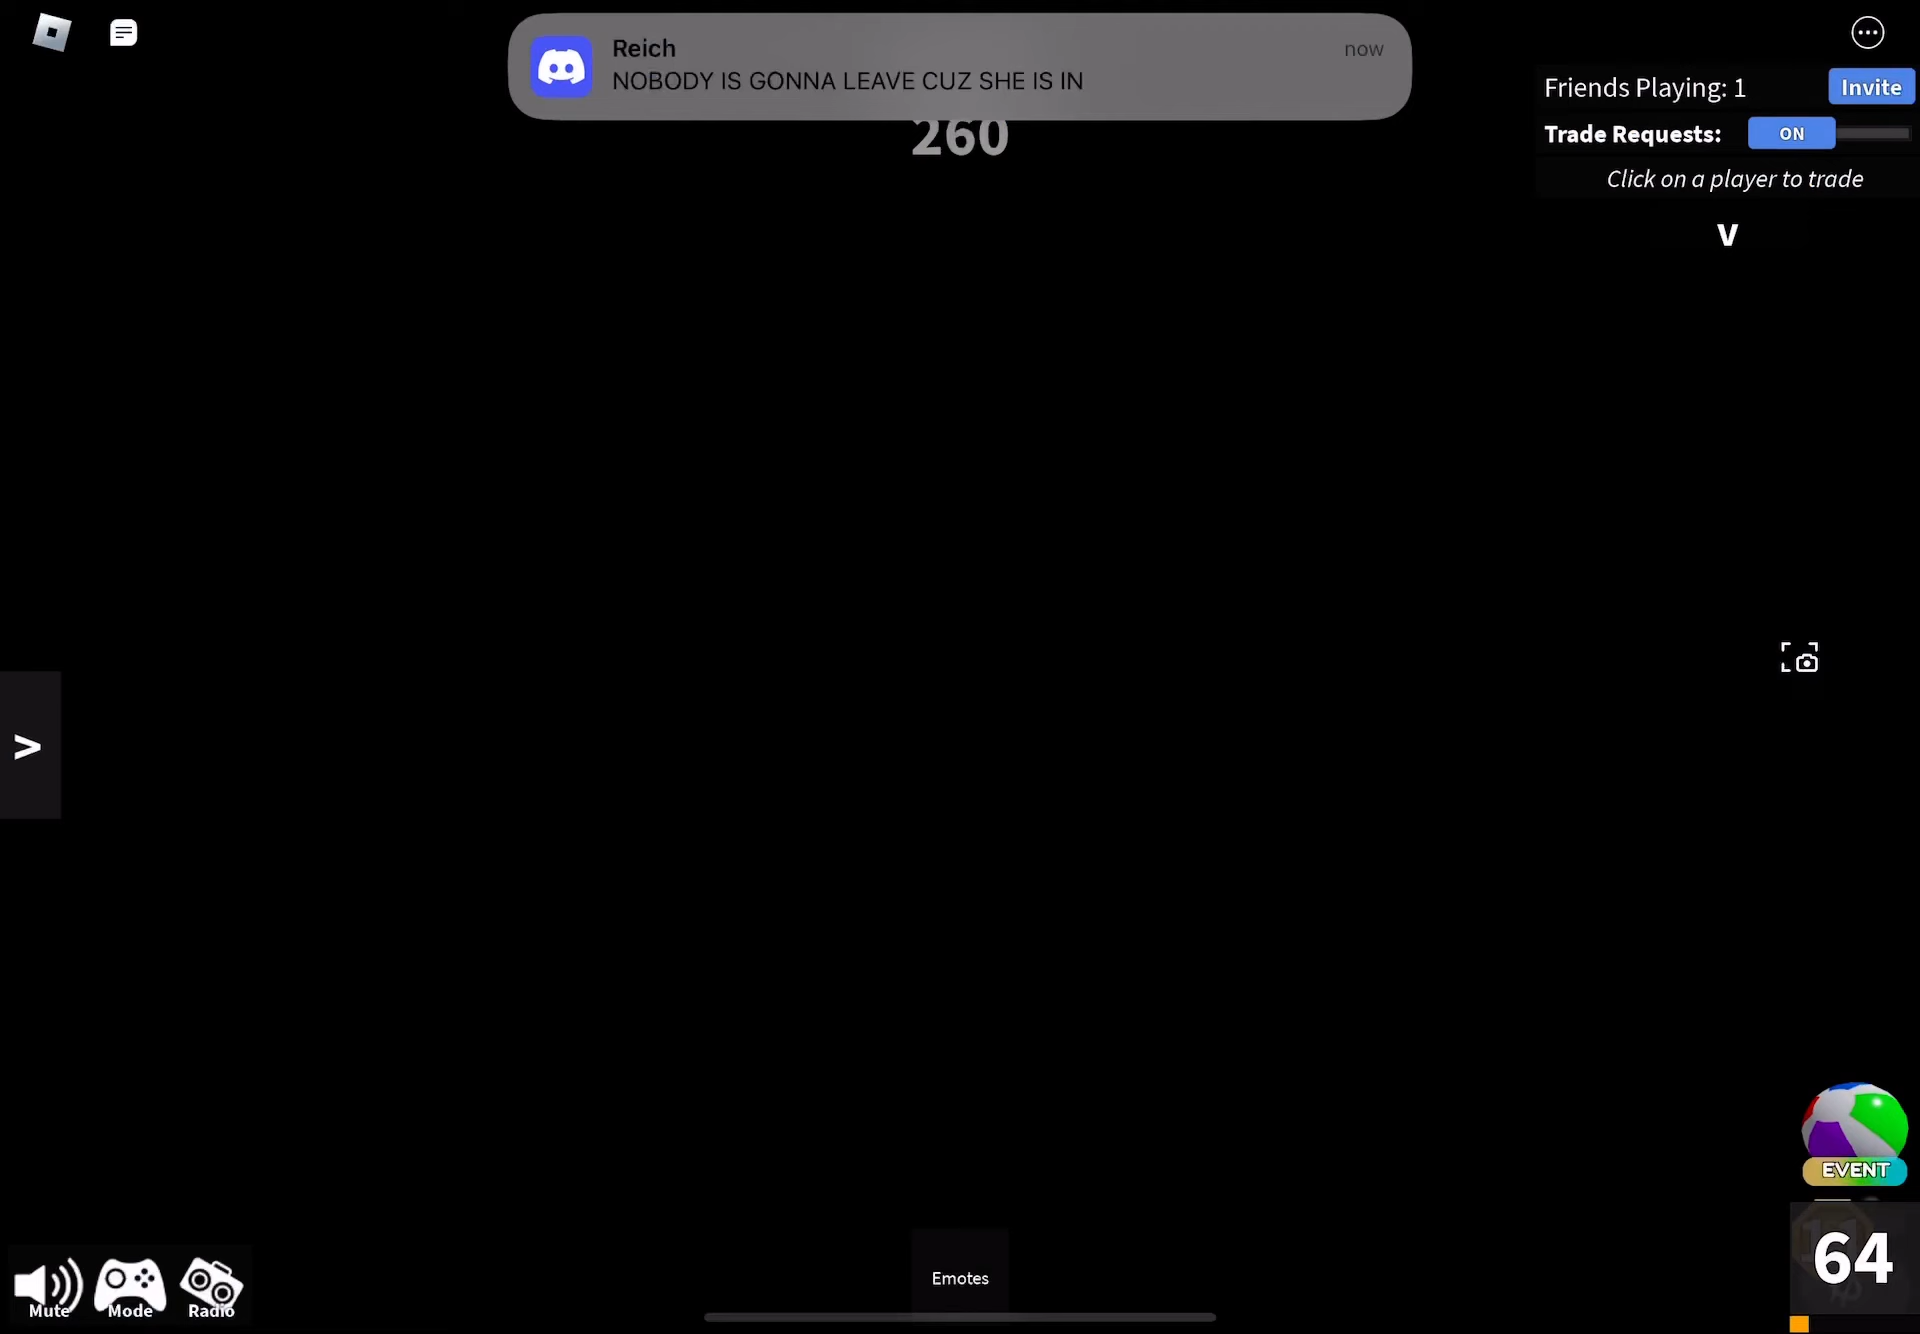 Reich
now
NOBODY IS GONNA LEAVE CUZ SHE IS IN
260
Friends Playing: 1
Invite
Trade Requests:
ON
Click on a player to trade
V
>
EVENT
64
Mute
Mode
Radio
Emotes